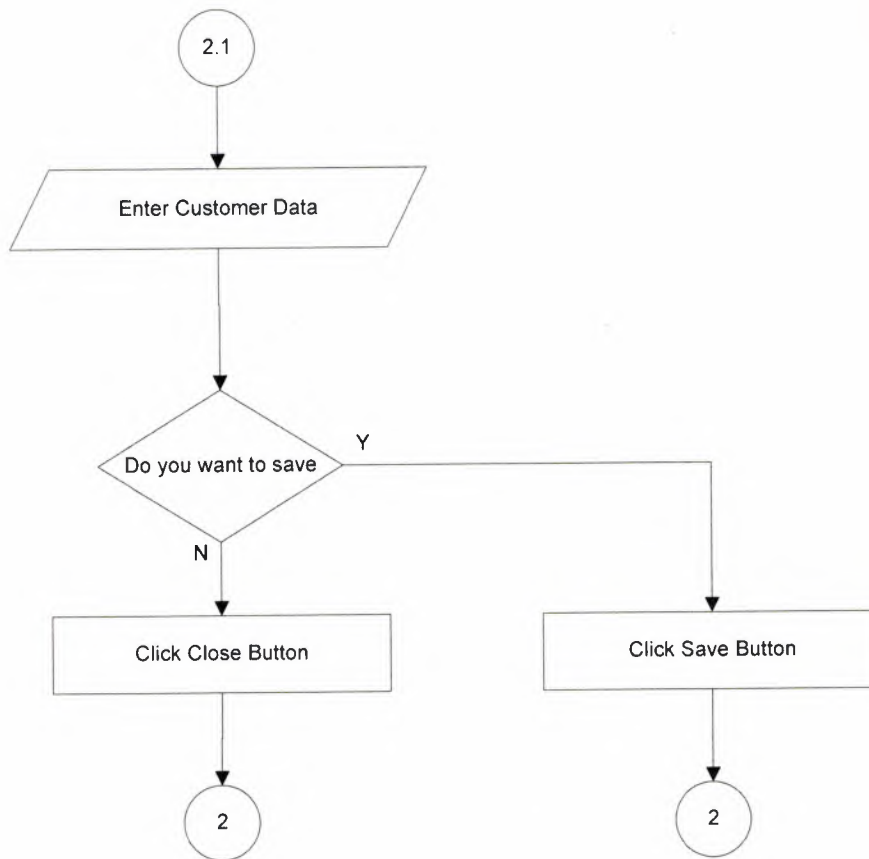 2.1
Enter Customer Data
Do you want to save
Y
N
Click Close Button
Click Save Button
2
2